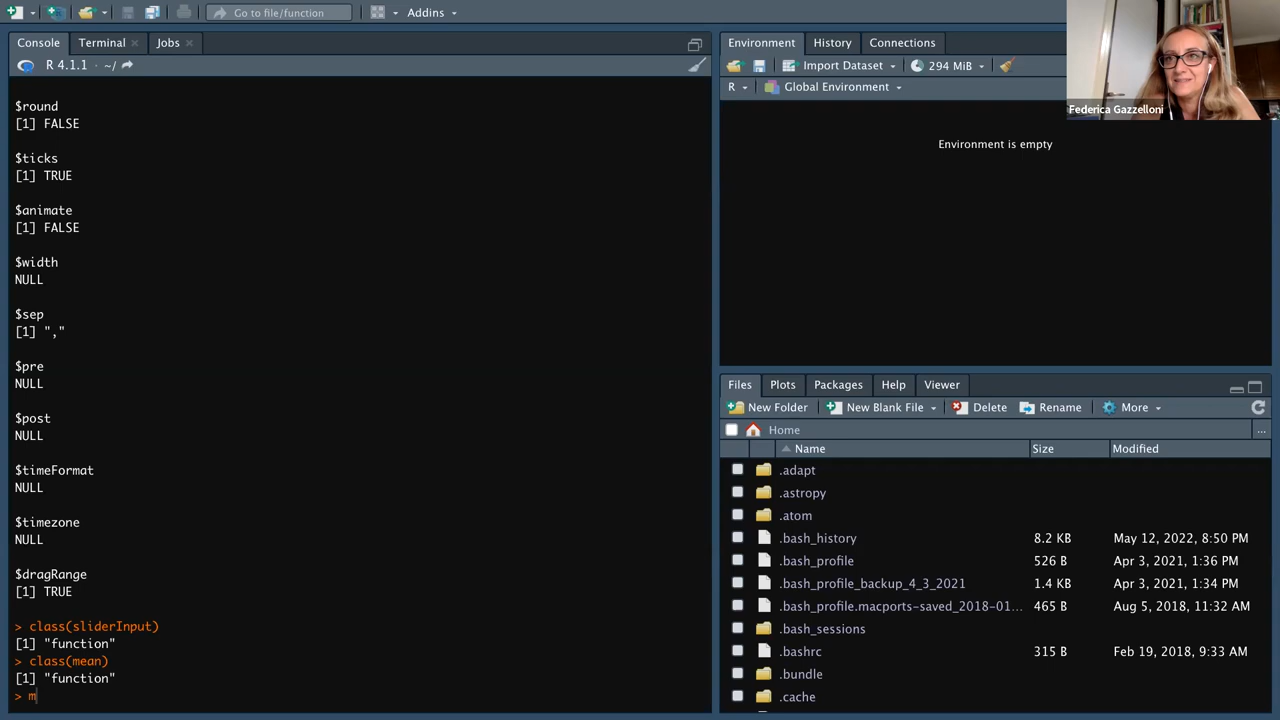 Go to file/function
Addins
Console
Terminal
Jobs
R 4.1.1 · ~/
$round
[1] FALSE
$ticks
[1] TRUE
$animate
[1] FALSE
$width
NULL
$sep
[1] ","
$pre
NULL
$post
NULL
$timeFormat
NULL
$timezone
NULL
$dragRange
[1] TRUE
> class(sliderInput)
[1] "function"
> class(mean)
[1] "function"
> m
Environment
History
Connections
Import Dataset
294 MiB
R
Global Environment
Environment is empty
Federica Gazzelloni
Files
Plots
Packages
Help
Viewer
New Folder
New Blank File
Delete
Rename
More
Home
...
Name
Size
Modified
.adapt
.astropy
.atom
.bash_history 8.2 KB May 12, 2022, 8:50 PM
.bash_profile 526 B Apr 3, 2021, 1:36 PM
.bash_profile_backup_4_3_2021 1.4 KB Apr 3, 2021, 1:34 PM
.bash_profile.macports-saved_2018-01... 465 B Aug 5, 2018, 11:32 AM
.bash_sessions
.bashrc 315 B Feb 19, 2018, 9:33 AM
.bundle
.cache